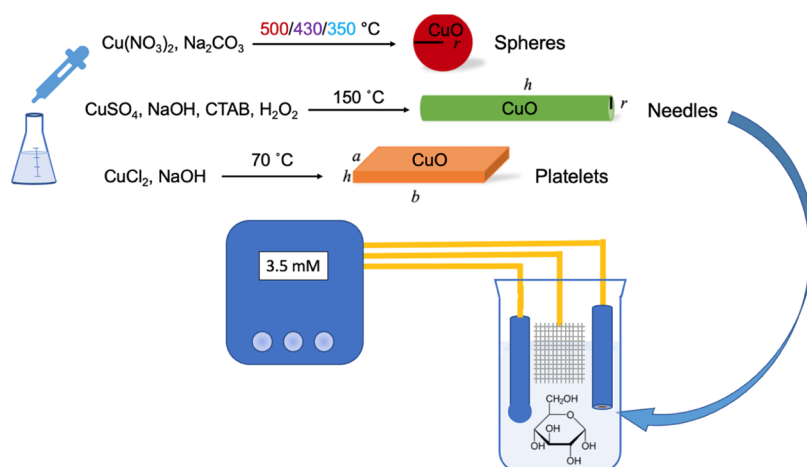 Cu(NO₃)₂, Na₂CO₃
500/430/350 °C
CuO
r
Spheres
CuSO₄, NaOH, CTAB, H₂O₂
150 °C
h
CuO
r
Needles
CuCl₂, NaOH
70 °C
a
CuO
h
b
Platelets
3.5 mM
CH₂OH
O
OH
OH
OH
OH